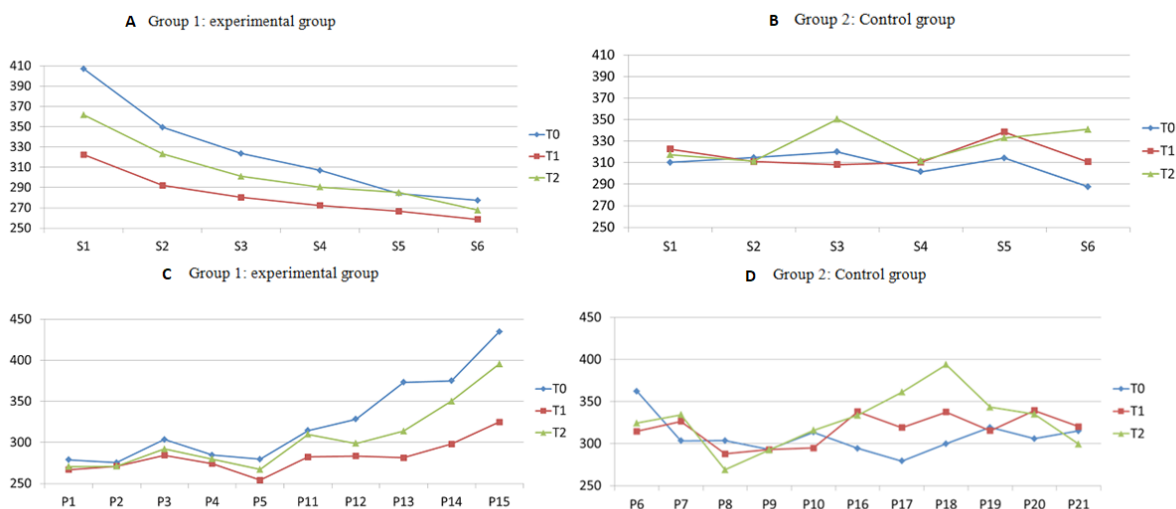 A Group 1: experimental group
410
390
370
350
330
310
290
270
250
S1 S2 S3 S4 S5 S6
T0
T1
T2
B Group 2: Control group
410
390
370
350
330
310
290
270
250
S1 S2 S3 S4 S5 S6
T0
T1
T2
C Group 1: experimental group
450
400
350
300
250
P1 P2 P3 P4 P5 P11 P12 P13 P14 P15
T0
T1
T2
D Group 2: Control group
450
400
350
300
250
P6 P7 P8 P9 P10 P16 P17 P18 P19 P20 P21
T0
T1
T2